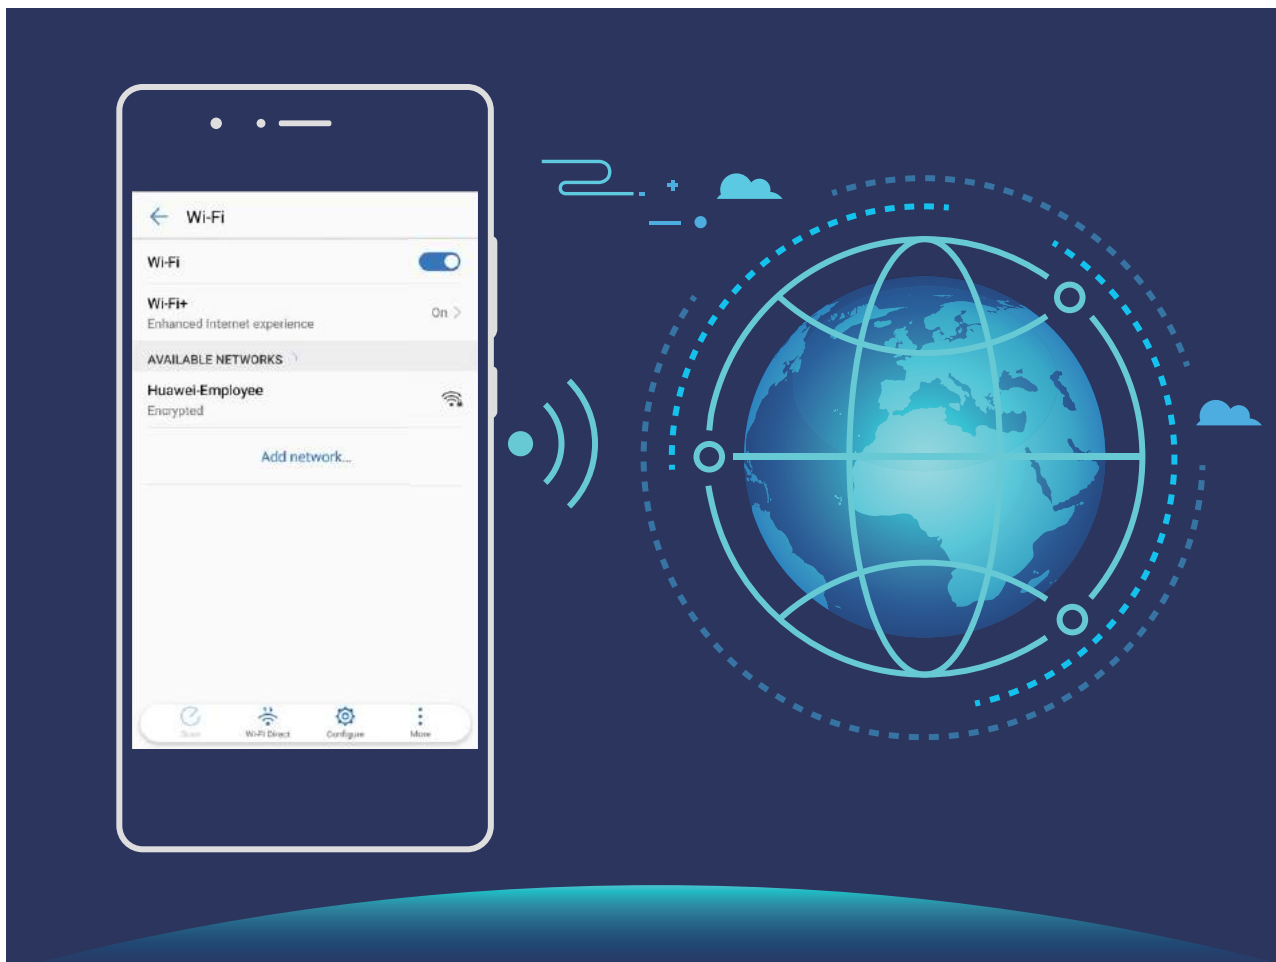 Wi-Fi
Wi-Fi
Wi-Fi+
Enhanced Internet experience
On
AVAILABLE NETWORKS
Huawei-Employee
Encrypted
Add network...
Scan
Wi-Fi Direct
Configure
More